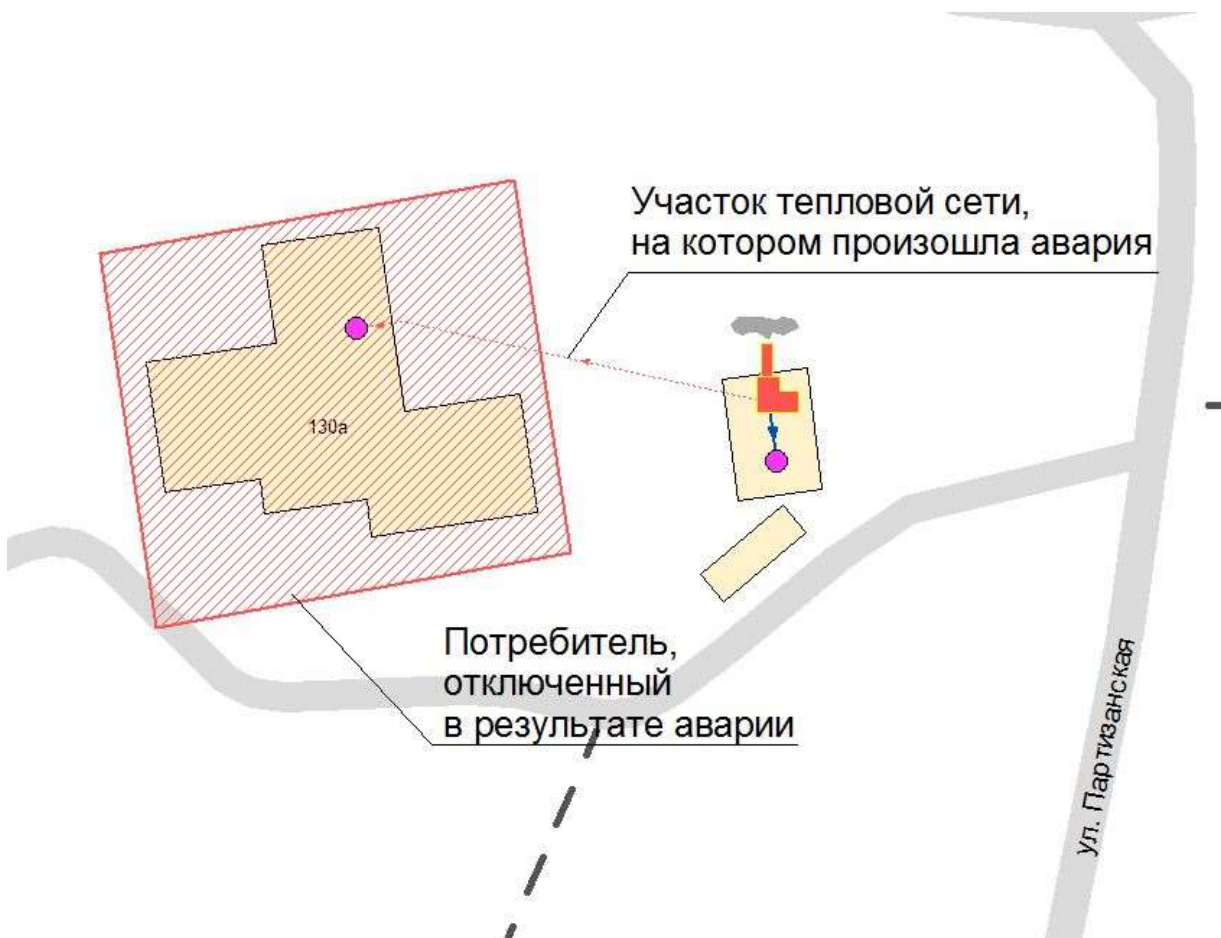 Участок тепловой сети,
на котором произошла авария
130а
Потребитель,
отключенный
в результате аварии
ул. Партизанская